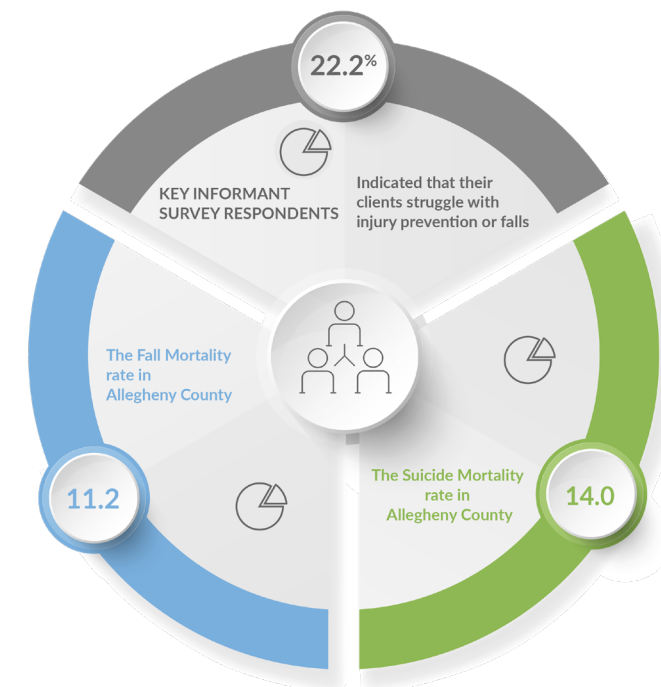 22.2%
KEY INFORMANT
SURVEY RESPONDENTS
Indicated that their
clients struggle with
injury prevention or falls
The Fall Mortality
rate in
Allegheny County
11.2
The Suicide Mortality
rate in
Allegheny County
14.0